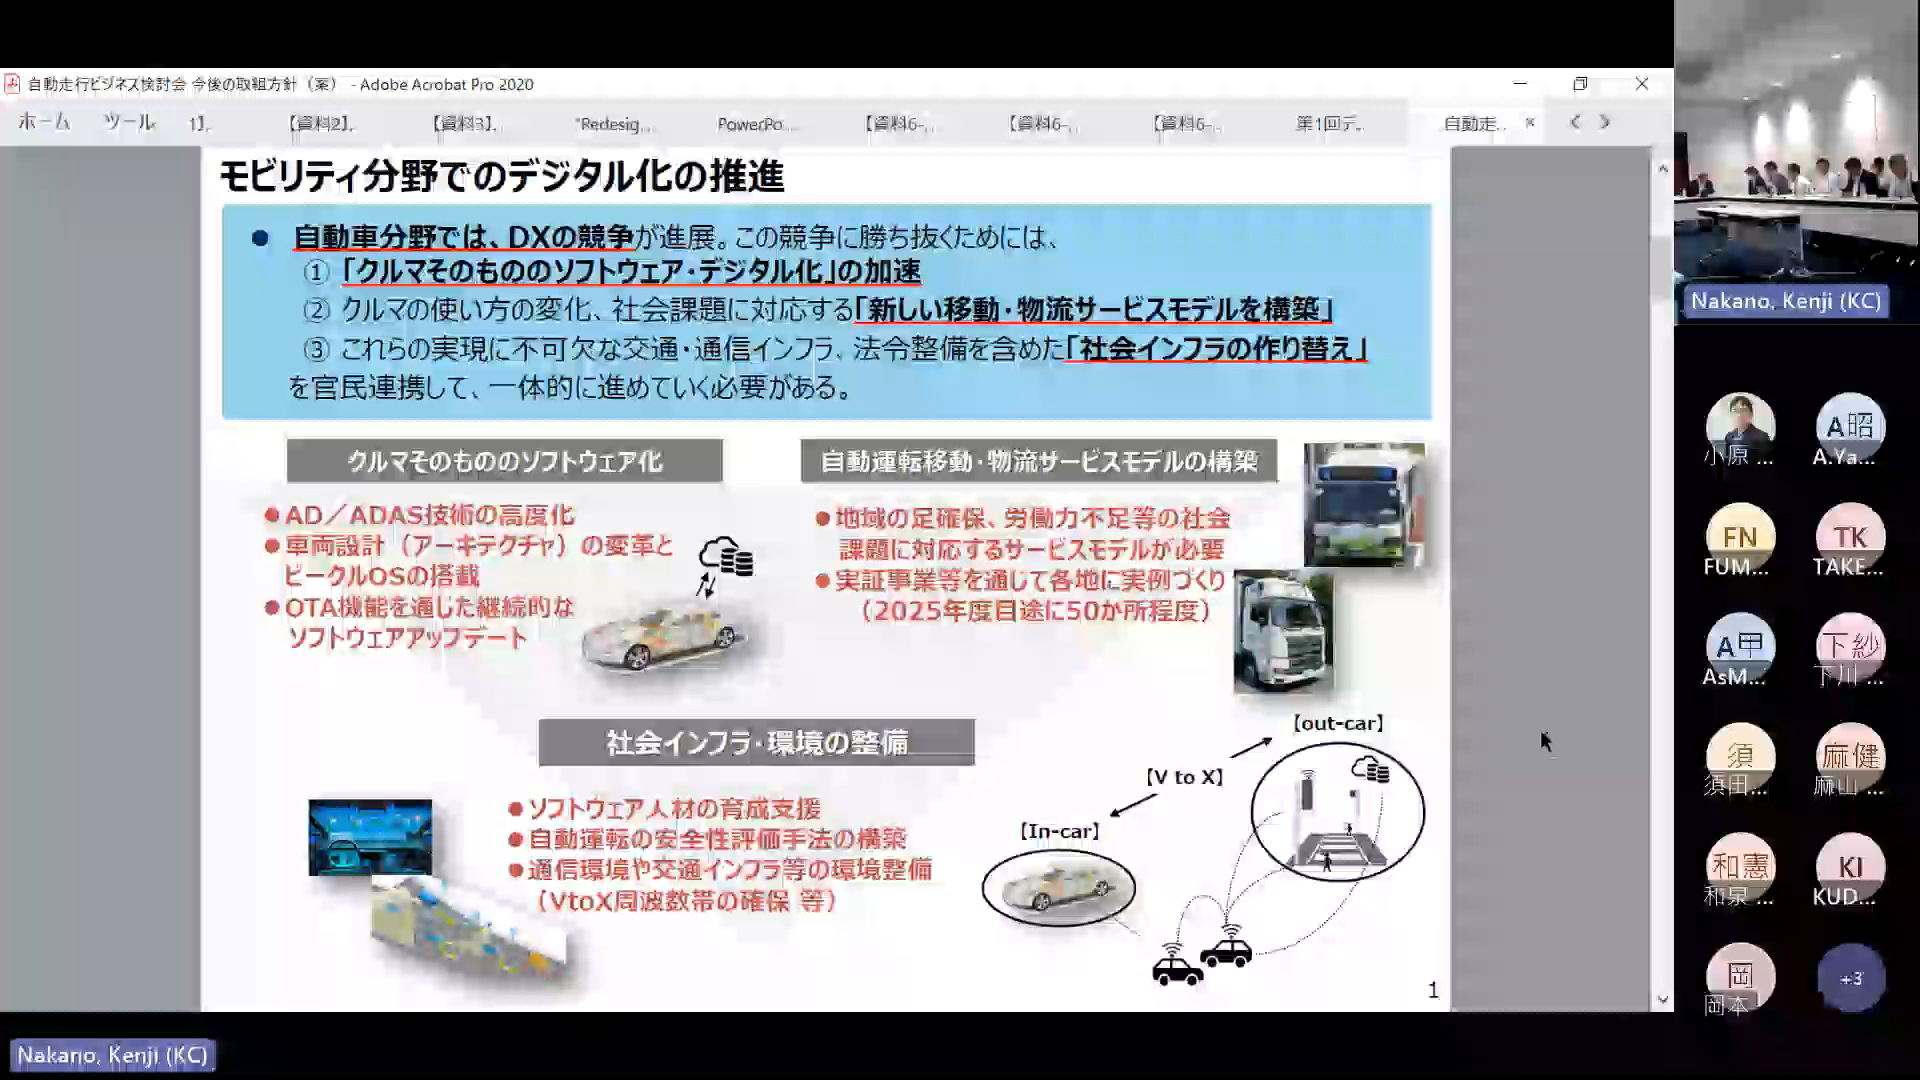 自動走行ビジネス検討会 今後の取組方針（案） - Adobe Acrobat Pro 2020
ホーム ツール 1]. 【資料2]. 【資料3]. "Redesig... PowerPo... 【資料6-... 【資料6-... 【資料6-... 第1回デ... 自動走...
モビリティ分野でのデジタル化の推進
● 自動車分野では、DXの競争が進展。この競争に勝ち抜くためには、
① 「クルマそのもののソフトウェア・デジタル化」の加速
② クルマの使い方の変化、社会課題に対応する「新しい移動・物流サービスモデルを構築」
③ これらの実現に不可欠な交通・通信インフラ、法令整備を含めた「社会インフラの作り替え」
を官民連携して、一体的に進めていく必要がある。
クルマそのもののソフトウェア化
●AD／ADAS技術の高度化
●車両設計（アーキテクチャ）の変革と
ビークルOSの搭載
●OTA機能を通じた継続的な
ソフトウェアアップデート
自動運転移動・物流サービスモデルの構築
●地域の足確保、労働力不足等の社会
課題に対応するサービスモデルが必要
●実証事業等を通じて各地に実例づくり
（2025年度目途に50か所程度）
社会インフラ・環境の整備
●ソフトウェア人材の育成支援
●自動運転の安全性評価手法の構築
●通信環境や交通インフラ等の環境整備
（VtoX周波数帯の確保 等）
【out-car】
【V to X】
【In-car】
1
Nakano, Kenji (KC)
小原 ...
A昭
A.Ya...
FN
FUM...
TK
TAKE...
A甲
AsM...
下紗
下川 ...
須
須田...
麻健
麻山 ...
和憲
和泉 ...
KI
KUD...
岡
岡本
+3
Nakano, Kenji (KC)